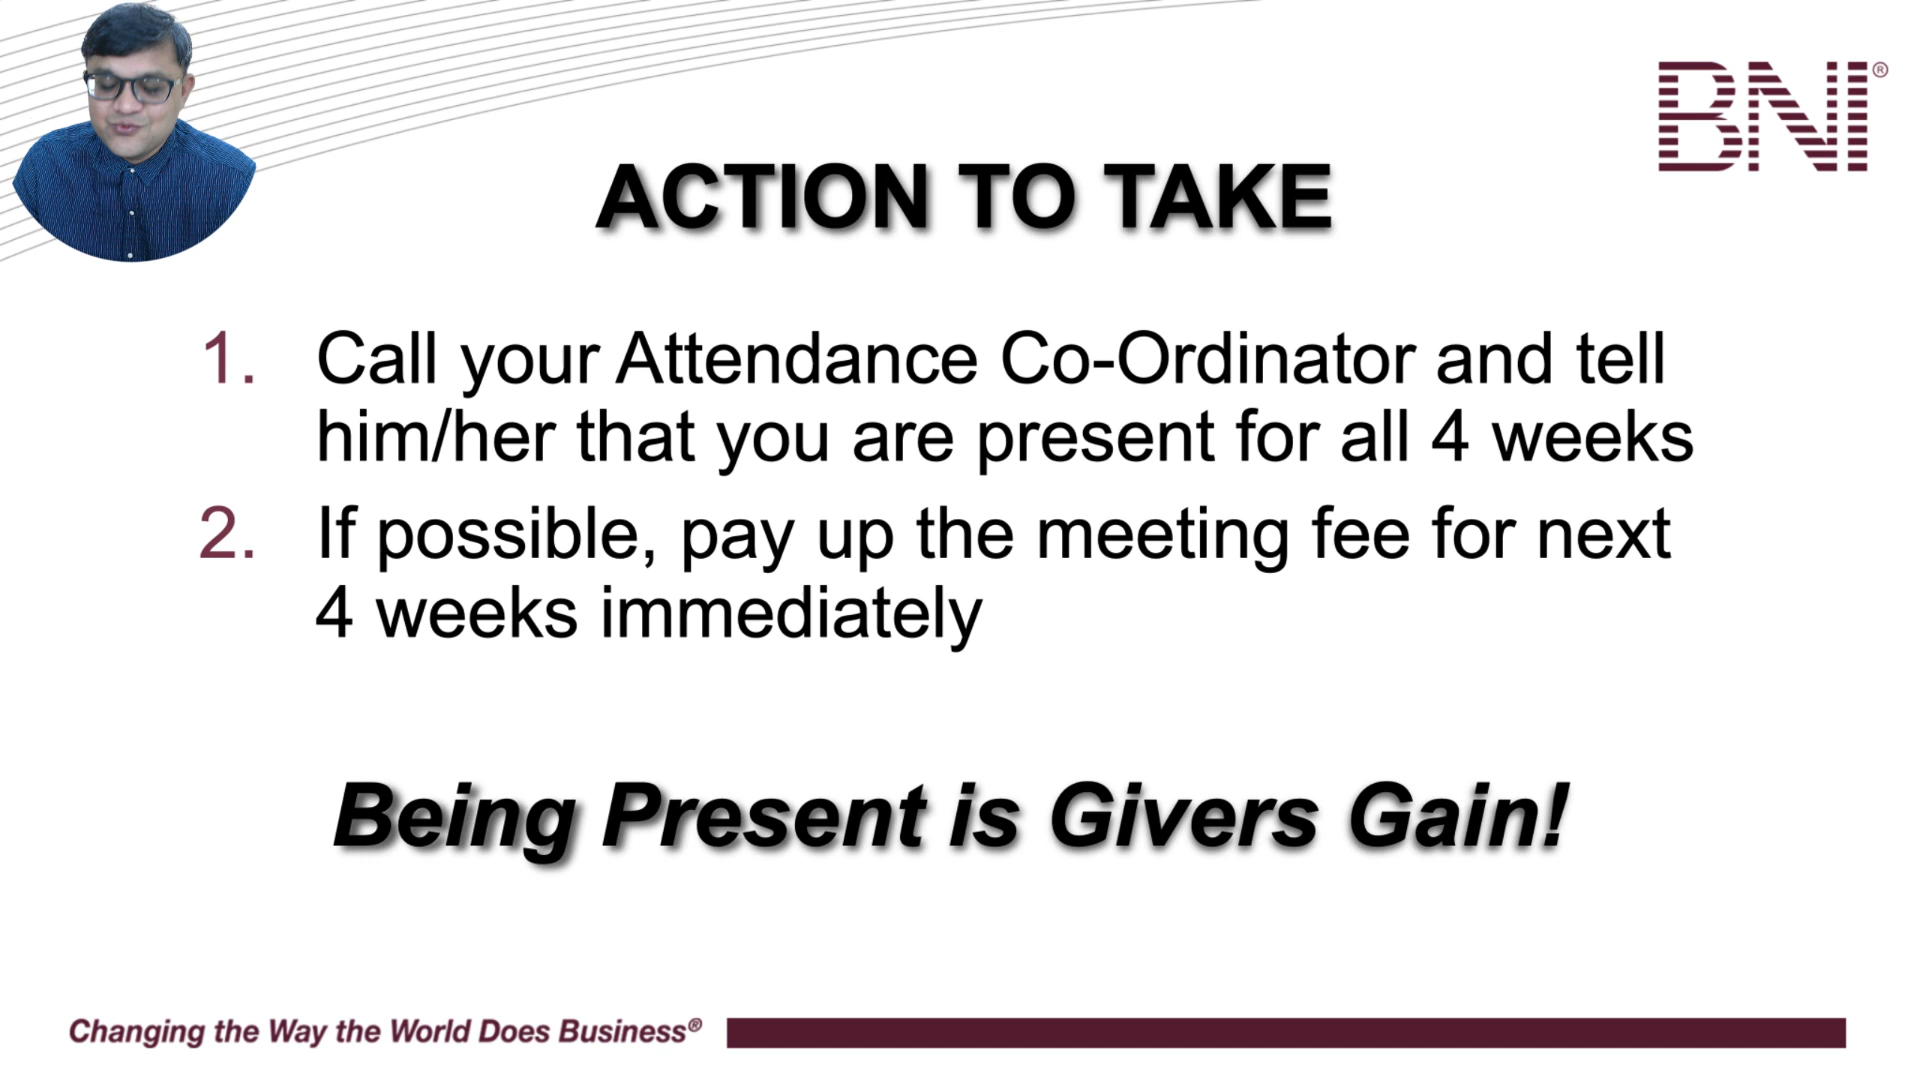 BNI®
ACTION TO TAKE
1. Call your Attendance Co-Ordinator and tell
him/her that you are present for all 4 weeks
2. If possible, pay up the meeting fee for next
4 weeks immediately
Being Present is Givers Gain!
Changing the Way the World Does Business®